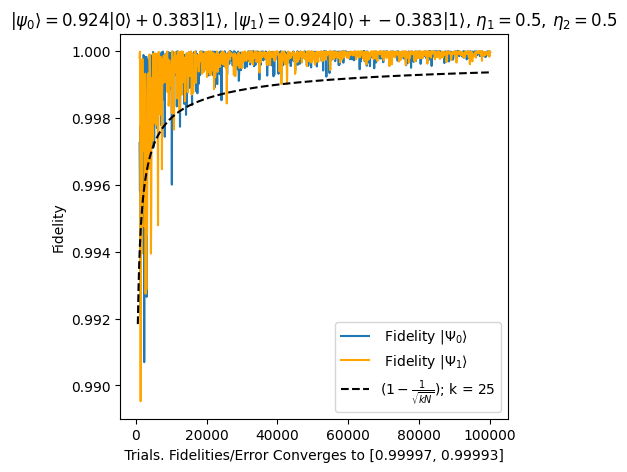 |ψ₀⟩ = 0.924|0⟩ + 0.383|1⟩, |ψ₁⟩ = 0.924|0⟩ + −0.383|1⟩, η₁ = 0.5, η₂ = 0.5
1.000
0.998
0.996
0.994
0.992
0.990
Fidelity
Fidelity |Ψ₀⟩
Fidelity |Ψ₁⟩
(1 − 1/√kN); k = 25
0 20000 40000 60000 80000 100000
Trials. Fidelities/Error Converges to [0.99997, 0.99993]